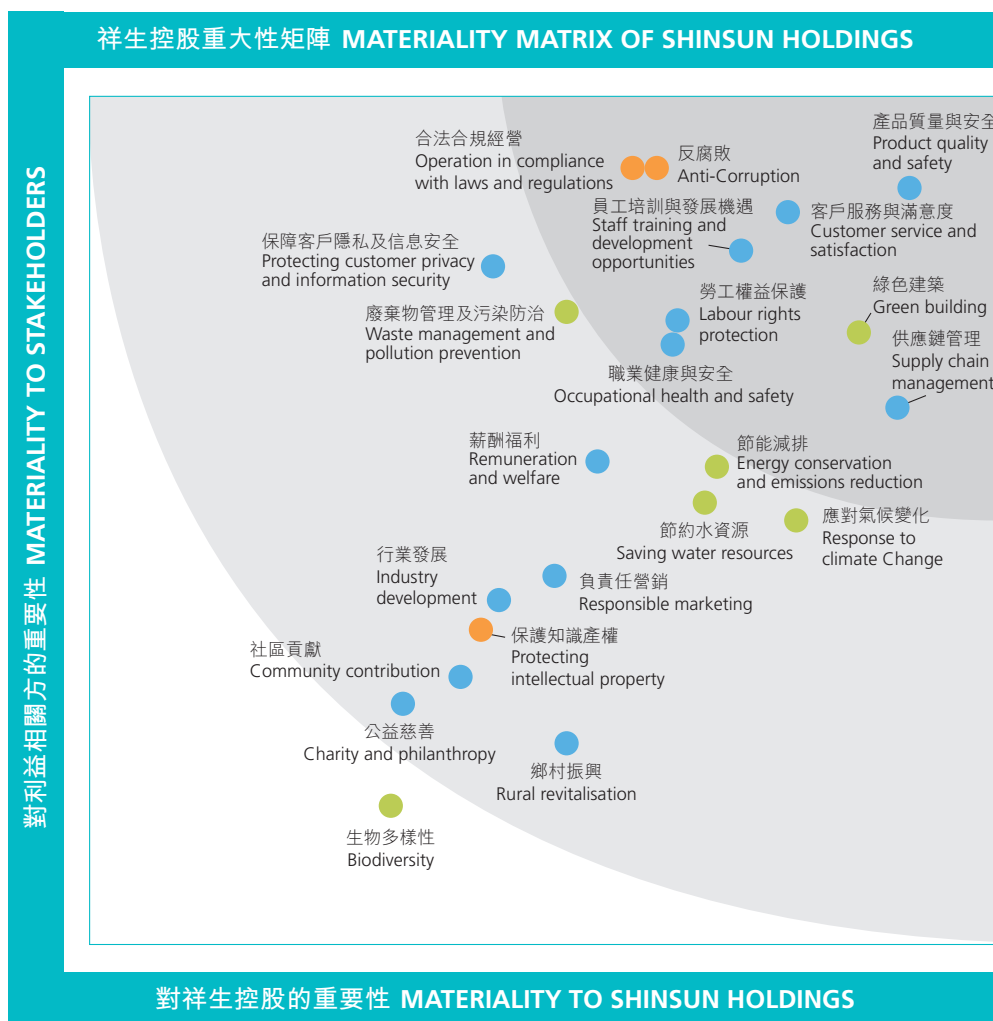 祥生控股重大性矩陣 MATERIALITY MATRIX OF SHINSUN HOLDINGS
對利益相關方的重要性 MATERIALITY TO STAKEHOLDERS
合法合規經營
Operation in compliance
with laws and regulations
反腐敗
Anti-Corruption
產品質量與安全
Product quality
and safety
員工培訓與發展機遇
Staff training and
development
opportunities
客戶服務與滿意度
Customer service and
satisfaction
保障客戶隱私及信息安全
Protecting customer privacy
and information security
廢棄物管理及污染防治
Waste management and
pollution prevention
勞工權益保護
Labour rights
protection
綠色建築
Green building
供應鏈管理
Supply chain
management
職業健康與安全
Occupational health and safety
薪酬福利
Remuneration
and welfare
節能減排
Energy conservation
and emissions reduction
節約水資源
Saving water resources
應對氣候變化
Response to
climate Change
行業發展
Industry
development
負責任營銷
Responsible marketing
保護知識產權
Protecting
intellectual property
社區貢獻
Community contribution
公益慈善
Charity and philanthropy
鄉村振興
Rural revitalisation
生物多樣性
Biodiversity
對祥生控股的重要性 MATERIALITY TO SHINSUN HOLDINGS